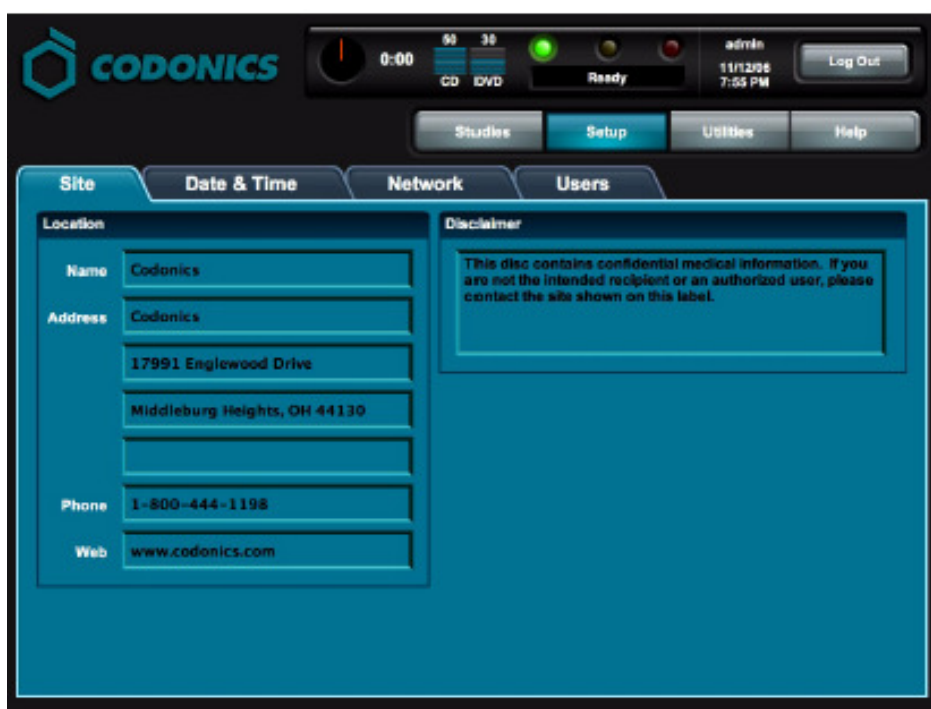 CODONICS
0:00
50 30
CD DVD
Ready
admin
11/12/06
7:55 PM
Log Out
Studies Setup Utilities Help
Site Date & Time Network Users
Location
Name Codonics
Address Codonics
17991 Englewood Drive
Middleburg Heights, OH 44130
Phone 1-800-444-1198
Web www.codonics.com
Disclaimer
This disc contains confidential medical information. If you
are not the intended recipient or an authorized user, please
contact the site shown on this label.